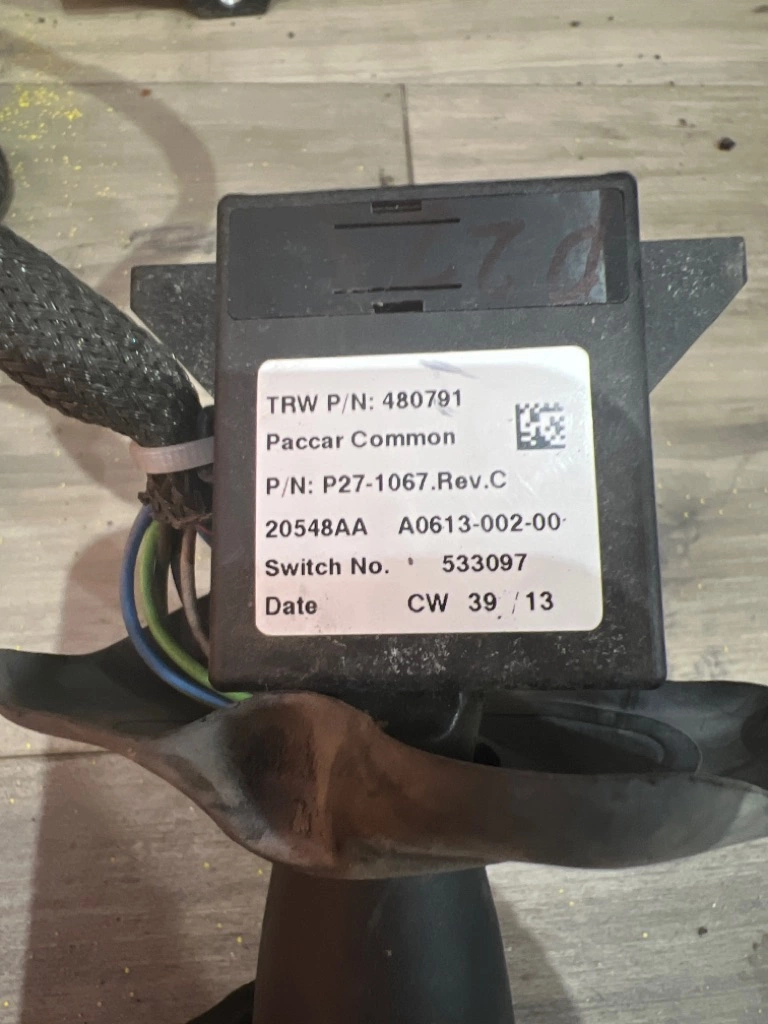 TRW P/N: 480791
Paccar Common
P/N: P27-1067.Rev.C
20548AA A0613-002-00
Switch No. 533097
Date CW 39 / 13